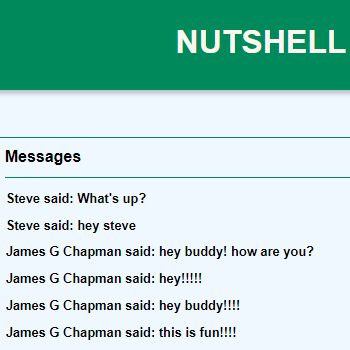 NUTSHELL
Messages
Steve said: What's up?
Steve said: hey steve
James G Chapman said: hey buddy! how are you?
James G Chapman said: hey!!!!!
James G Chapman said: hey buddy!!!!
James G Chapman said: this is fun!!!!